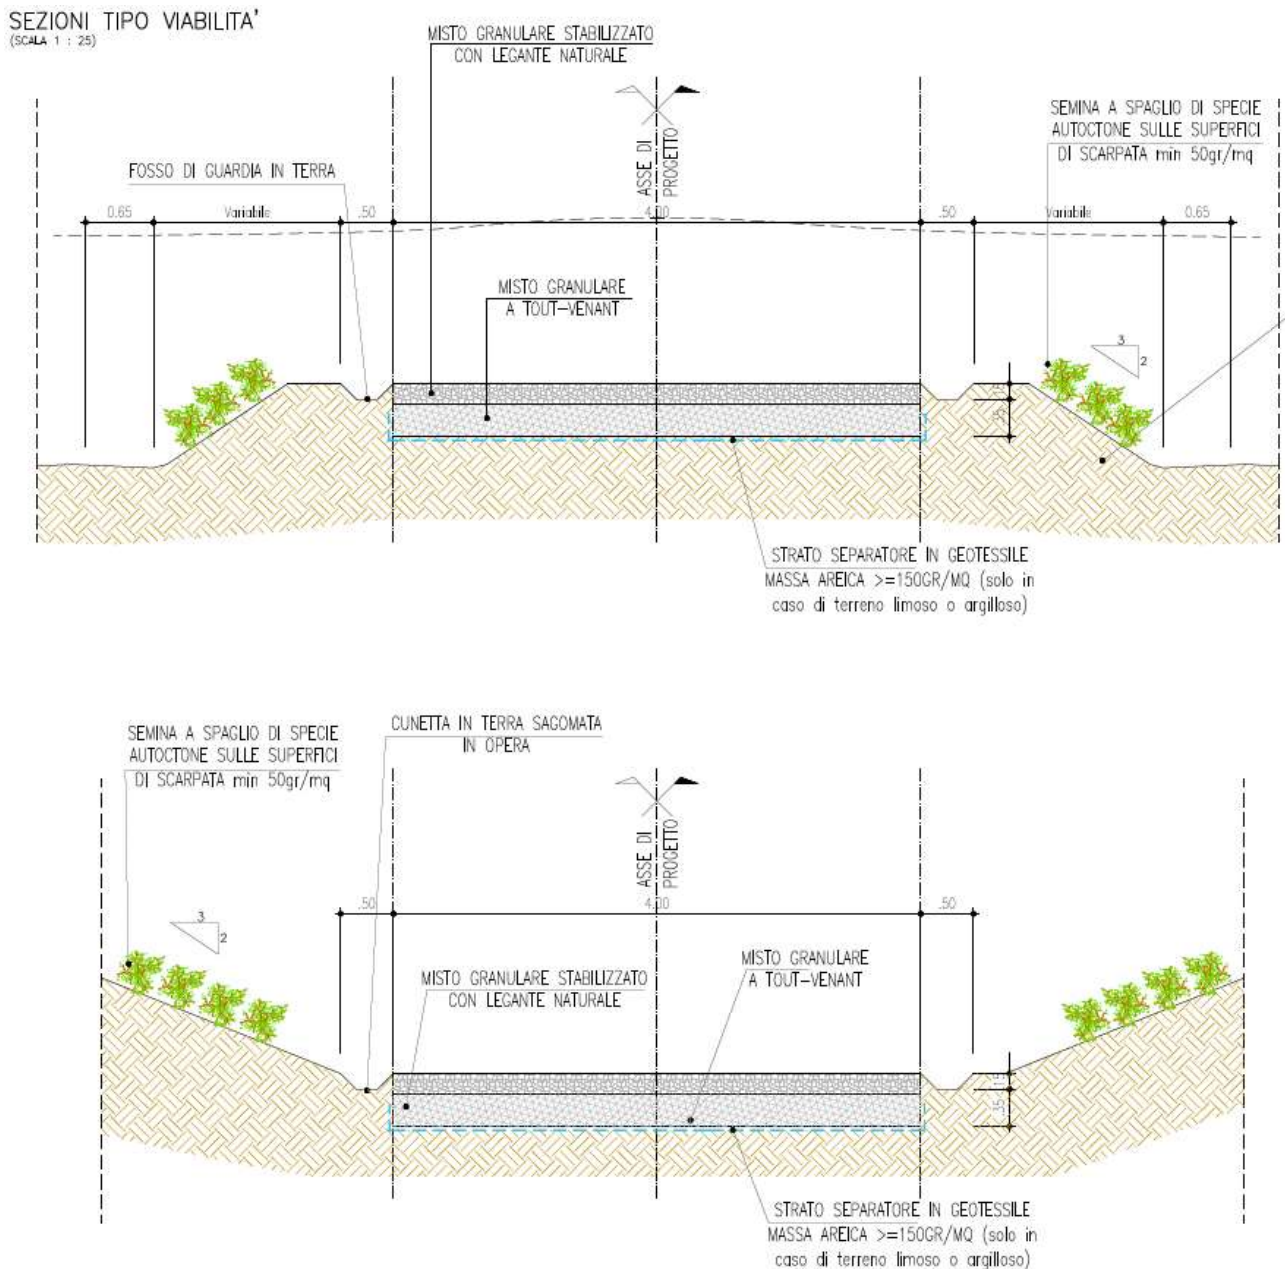 SEZIONI TIPO VIABILITA'
(SCALA 1 : 25)
MISTO GRANULARE STABILIZZATO
CON LEGANTE NATURALE
SEMINA A SPAGLIO DI SPECIE
AUTOCTONE SULLE SUPERFICI
DI SCARPATA min 50gr/mq
FOSSO DI GUARDIA IN TERRA
ASSE DI
PROGETTO
0.65
Variabile
.50
4.00
.50
Variabile
0.65
MISTO GRANULARE
A TOUT-VENANT
3
2
.35
STRATO SEPARATORE IN GEOTESSILE
MASSA AREICA >=150GR/MQ (solo in
caso di terreno limoso o argilloso)
SEMINA A SPAGLIO DI SPECIE
AUTOCTONE SULLE SUPERFICI
DI SCARPATA min 50gr/mq
CUNETTA IN TERRA SAGOMATA
IN OPERA
ASSE DI
PROGETTO
.50
4.00
.50
3
2
MISTO GRANULARE STABILIZZATO
CON LEGANTE NATURALE
MISTO GRANULARE
A TOUT-VENANT
.15
.35
STRATO SEPARATORE IN GEOTESSILE
MASSA AREICA >=150GR/MQ (solo in
caso di terreno limoso o argilloso)